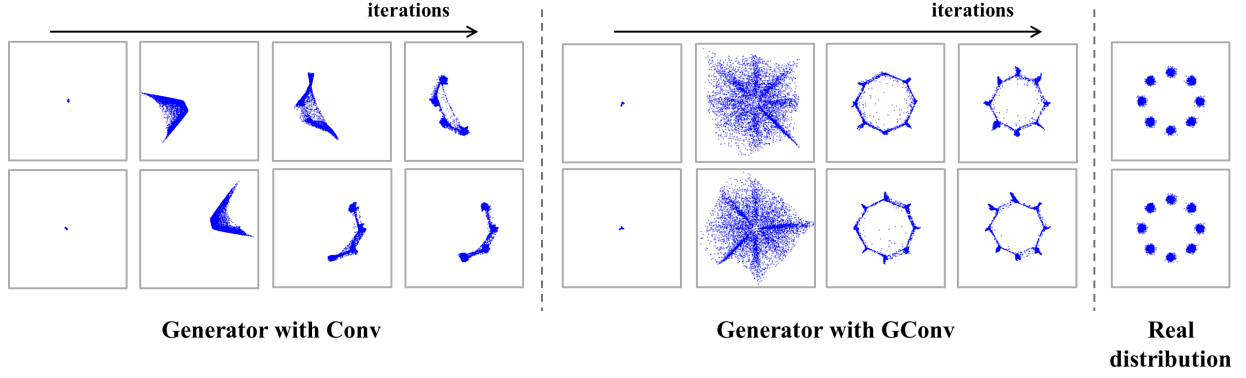 iterations
iterations
Generator with Conv
Generator with GConv
Real
distribution